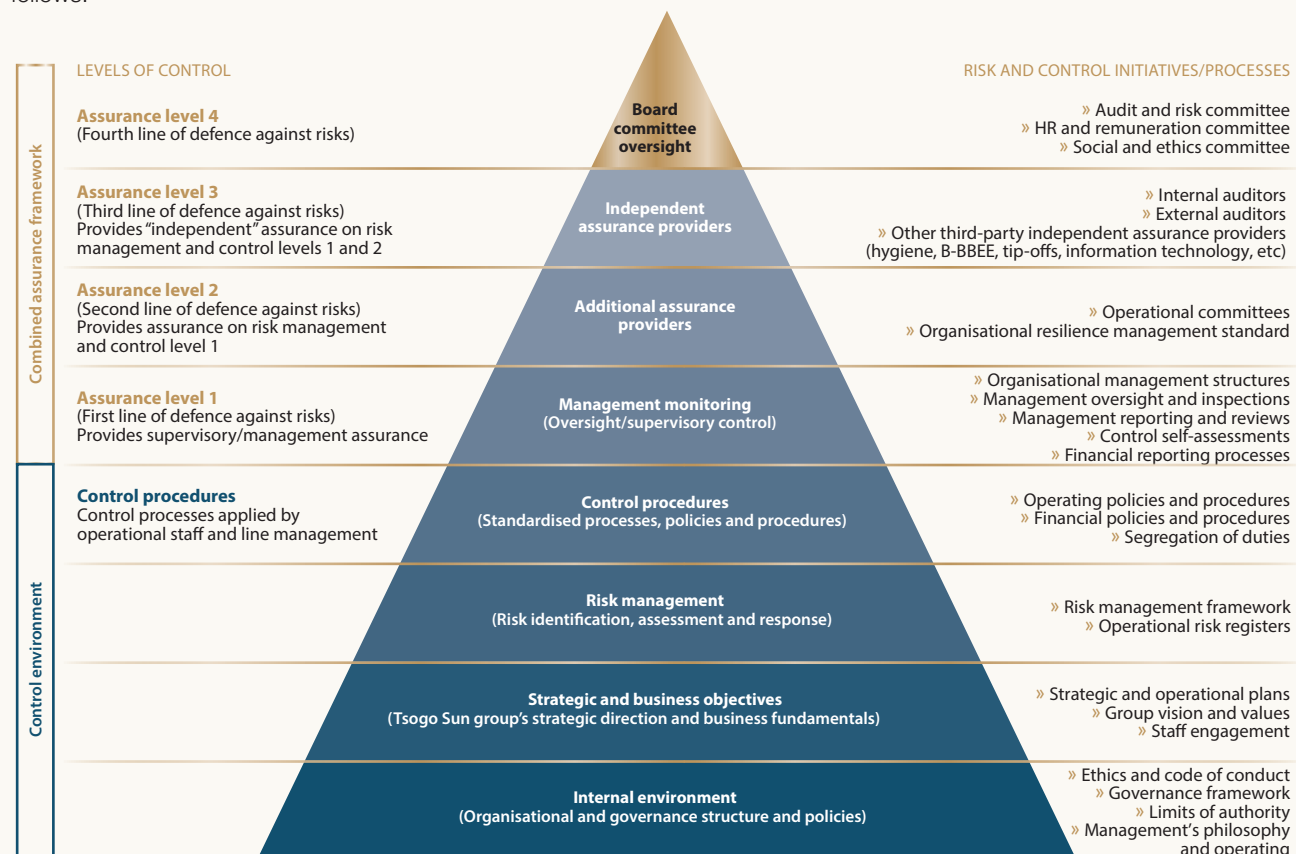 follows:
LEVELS OF CONTROL
RISK AND CONTROL INITIATIVES/PROCESSES
Combined assurance framework
Assurance level 4
(Fourth line of defence against risks)
Board
committee
oversight
» Audit and risk committee
» HR and remuneration committee
» Social and ethics committee
Assurance level 3
(Third line of defence against risks)
Provides “independent” assurance on risk
management and control levels 1 and 2
Independent
assurance providers
» Internal auditors
» External auditors
» Other third-party independent assurance providers
(hygiene, B-BBEE, tip-offs, information technology, etc)
Assurance level 2
(Second line of defence against risks)
Provides assurance on risk management
and control level 1
Additional assurance
providers
» Operational committees
» Organisational resilience management standard
Assurance level 1
(First line of defence against risks)
Provides supervisory/management assurance
Management monitoring
(Oversight/supervisory control)
» Organisational management structures
» Management oversight and inspections
» Management reporting and reviews
» Control self-assessments
» Financial reporting processes
Control environment
Control procedures
Control processes applied by
operational staff and line management
Control procedures
(Standardised processes, policies and procedures)
» Operating policies and procedures
» Financial policies and procedures
» Segregation of duties
Risk management
(Risk identification, assessment and response)
» Risk management framework
» Operational risk registers
Strategic and business objectives
(Tsogo Sun group’s strategic direction and business fundamentals)
» Strategic and operational plans
» Group vision and values
» Staff engagement
Internal environment
(Organisational and governance structure and policies)
» Ethics and code of conduct
» Governance framework
» Limits of authority
» Management’s philosophy
and operating